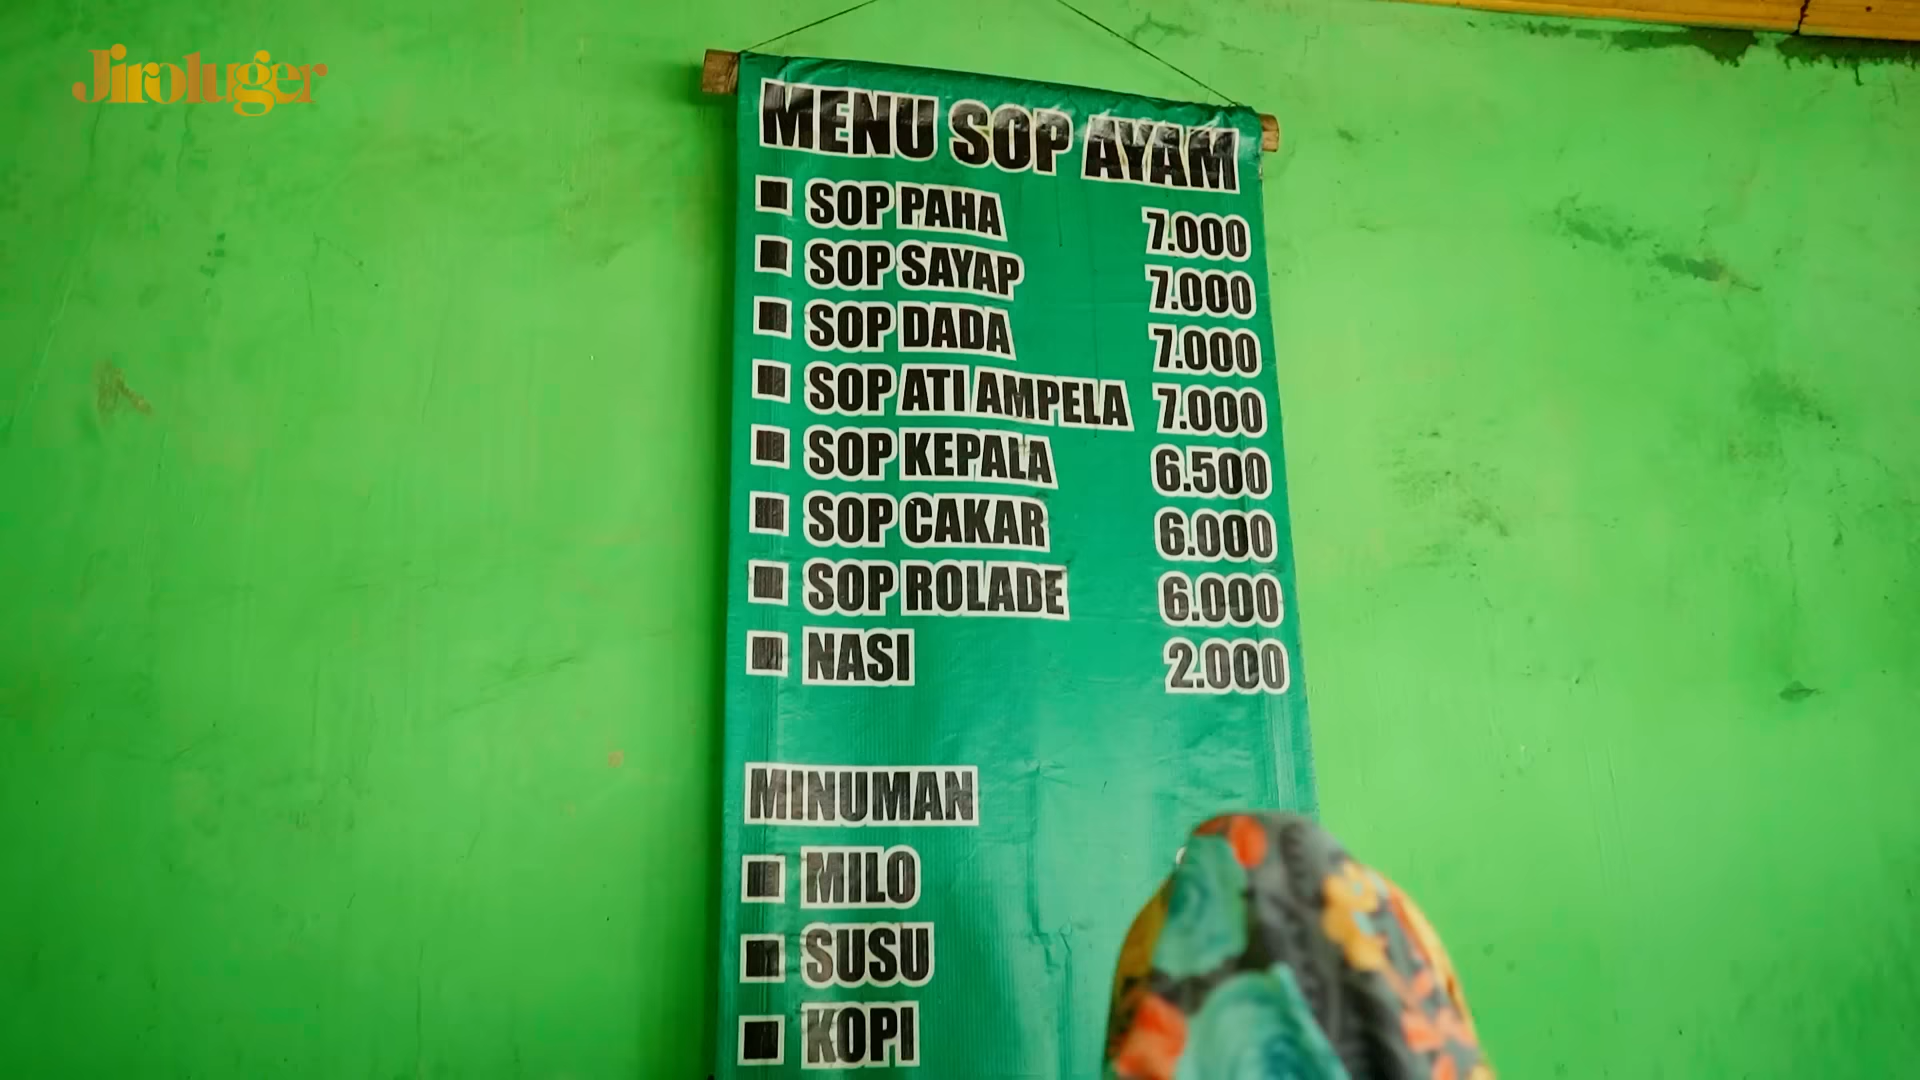 Jiroluger
MENU SOP AYAM
SOP PAHA 7.000
SOP SAYAP 7.000
SOP DADA 7.000
SOP ATI AMPELA 7.000
SOP KEPALA 6.500
SOP CAKAR 6.000
SOP ROLADE 6.000
NASI 2.000
MINUMAN
MILO
SUSU
KOPI